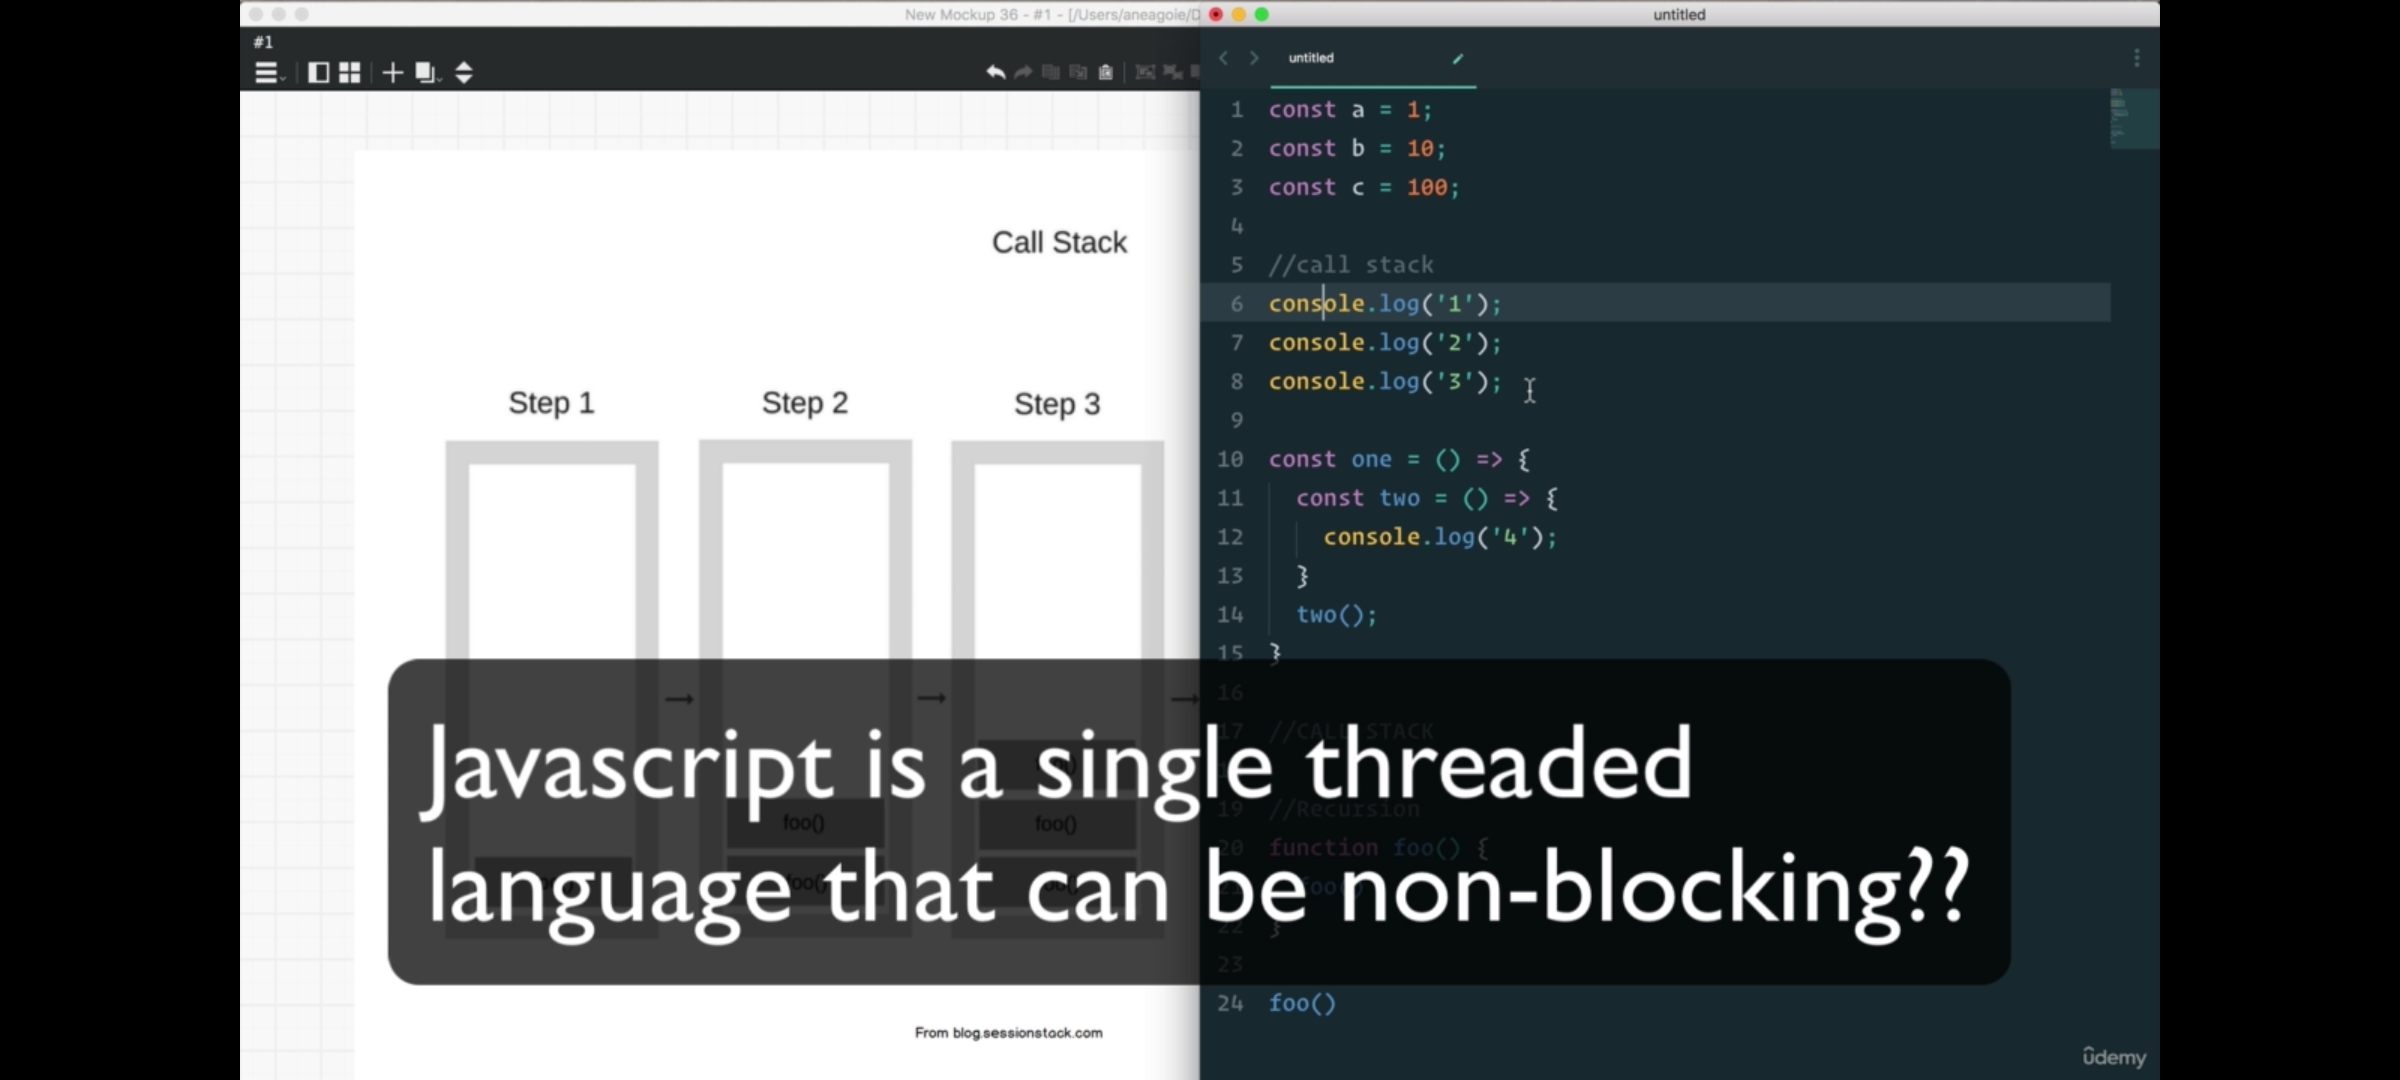 New Mockup 36 - #1 - [/Users/aneagoie/D
#1
Call Stack
Step 1
Step 2
Step 3
foo()
foo()
foo()
From blog.sessionstack.com
untitled
untitled
1 const a = 1;
2 const b = 10;
3 const c = 100;
4
5 //call stack
6 console.log('1');
7 console.log('2');
8 console.log('3');
9
10 const one = () => {
11 const two = () => {
12 console.log('4');
13 }
14 two();
15 }
16
17 //CALL STACK
19 //Recursion
20 function foo() {
foo()
22 }
23
24 foo()
Javascript is a single threaded
language that can be non-blocking??
udemy